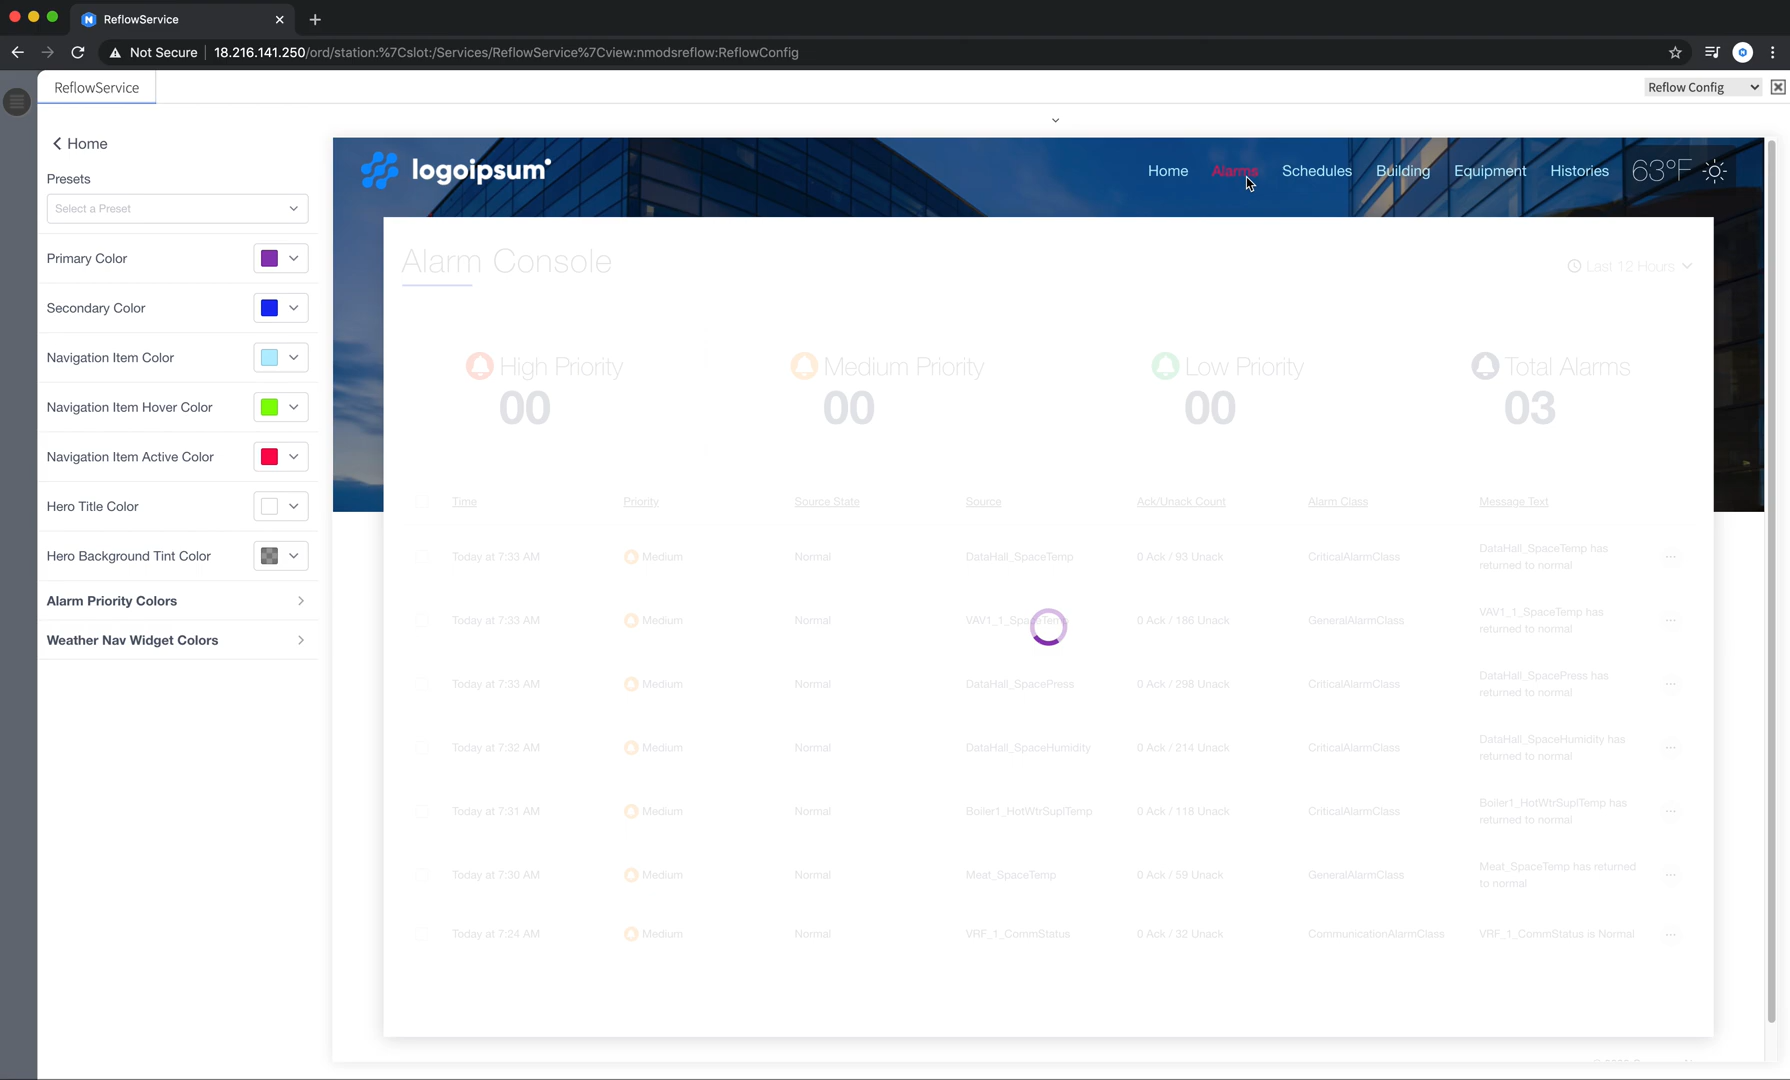 ReflowService
Not Secure 18.216.141.250/ord/station:%7Cslot:/Services/ReflowService%7Cview:nmodsreflow:ReflowConfig
ReflowService
Reflow Config
Home
Presets
Select a Preset
Primary Color
Secondary Color
Navigation Item Color
Navigation Item Hover Color
Navigation Item Active Color
Hero Title Color
Hero Background Tint Color
Alarm Priority Colors
Weather Nav Widget Colors
logoipsum
Home Alarms Schedules Building Equipment Histories 63°F
Alarm Console
Last 12 Hours
High Priority Medium Priority Low Priority Total Alarms
00 00 00 03
Time Priority Source State Source Ack/Unack Count Alarm Class Message Text
Today at 7:33 AM Medium Normal DataHall_SpaceTemp 0 Ack / 93 Unack CriticalAlarmClass DataHall_SpaceTemp has
returned to normal
Today at 7:33 AM Medium Normal VAV1_1_SpaceTemp 0 Ack / 186 Unack GeneralAlarmClass VAV1_1_SpaceTemp has
returned to normal
Today at 7:33 AM Medium Normal DataHall_SpacePress 0 Ack / 298 Unack CriticalAlarmClass DataHall_SpacePress has
returned to normal
Today at 7:32 AM Medium Normal DataHall_SpaceHumidity 0 Ack / 214 Unack CriticalAlarmClass DataHall_SpaceHumidity has
returned to normal
Today at 7:31 AM Medium Normal Boiler1_HotWtrSuplTemp 0 Ack / 118 Unack CriticalAlarmClass Boiler1_HotWtrSuplTemp has
returned to normal
Today at 7:30 AM Medium Normal Meat_SpaceTemp 0 Ack / 59 Unack GeneralAlarmClass Meat_SpaceTemp has returned
to normal
Today at 7:24 AM Medium Normal VRF_1_CommStatus 0 Ack / 32 Unack CommunicationAlarmClass VRF_1_CommStatus is Normal